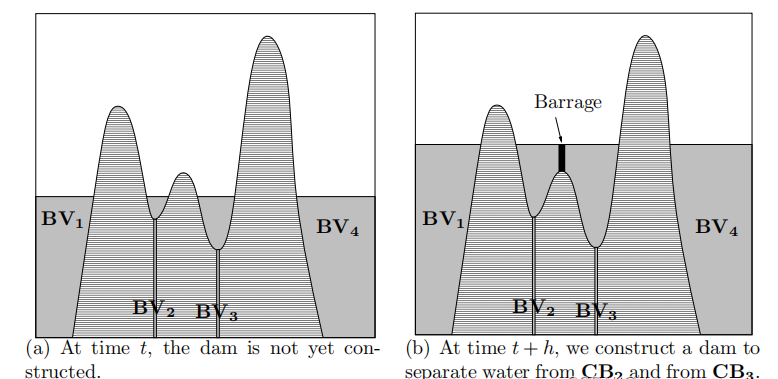 Barrage
BV1
BV4
BV2
BV3
BV1
BV4
BV2
BV3
(a) At time t, the dam is not yet con-
structed.
(b) At time t + h, we construct a dam to
separate water from CB2 and from CB3.